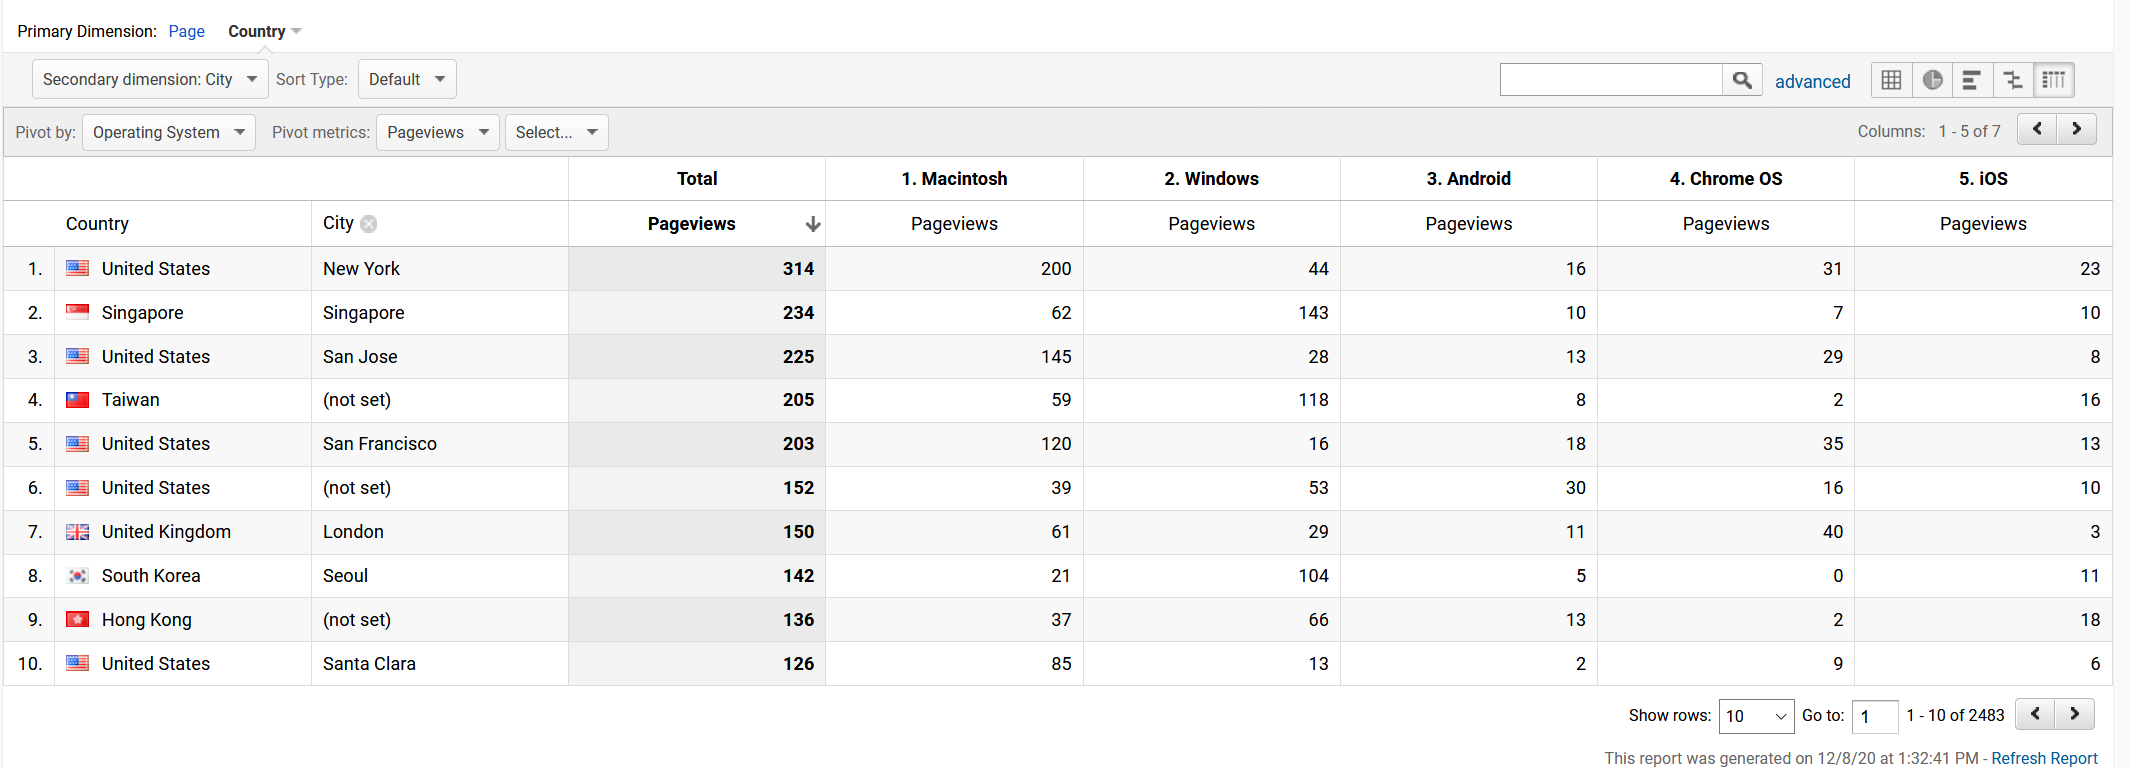 Primary Dimension: Page Country
Secondary dimension: City Sort Type: Default advanced
Pivot by: Operating System Pivot metrics: Pageviews Select... Columns: 1 - 5 of 7
Total 1. Macintosh 2. Windows 3. Android 4. Chrome OS 5. iOS
Country City Pageviews Pageviews Pageviews Pageviews Pageviews Pageviews
1. United States New York 314 200 44 16 31 23
2. Singapore Singapore 234 62 143 10 7 10
3. United States San Jose 225 145 28 13 29 8
4. Taiwan (not set) 205 59 118 8 2 16
5. United States San Francisco 203 120 16 18 35 13
6. United States (not set) 152 39 53 30 16 10
7. United Kingdom London 150 61 29 11 40 3
8. South Korea Seoul 142 21 104 5 0 11
9. Hong Kong (not set) 136 37 66 13 2 18
10. United States Santa Clara 126 85 13 2 9 6
Show rows: 10 Go to: 1 1 - 10 of 2483
This report was generated on 12/8/20 at 1:32:41 PM - Refresh Report